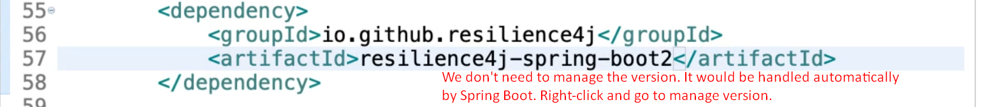 55 <dependency>
56 <groupId>io.github.resilience4j</groupId>
57 <artifactId>resilience4j-spring-boot2</artifactId>
We don't need to manage the version. It would be handled automatically
58 </dependency>
by Spring Boot. Right-click and go to manage version.
59